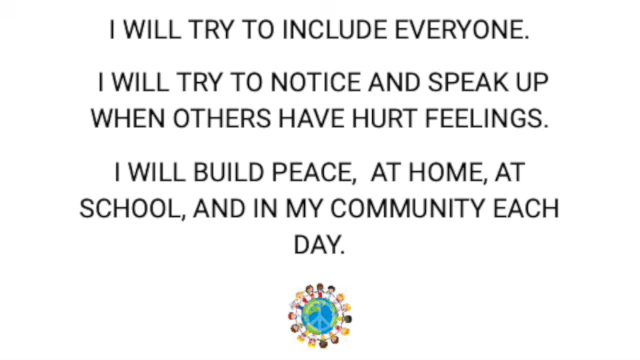 I WILL TRY TO INCLUDE EVERYONE.
I WILL TRY TO NOTICE AND SPEAK UP
WHEN OTHERS HAVE HURT FEELINGS.
I WILL BUILD PEACE,  AT HOME, AT
SCHOOL, AND IN MY COMMUNITY EACH
DAY.